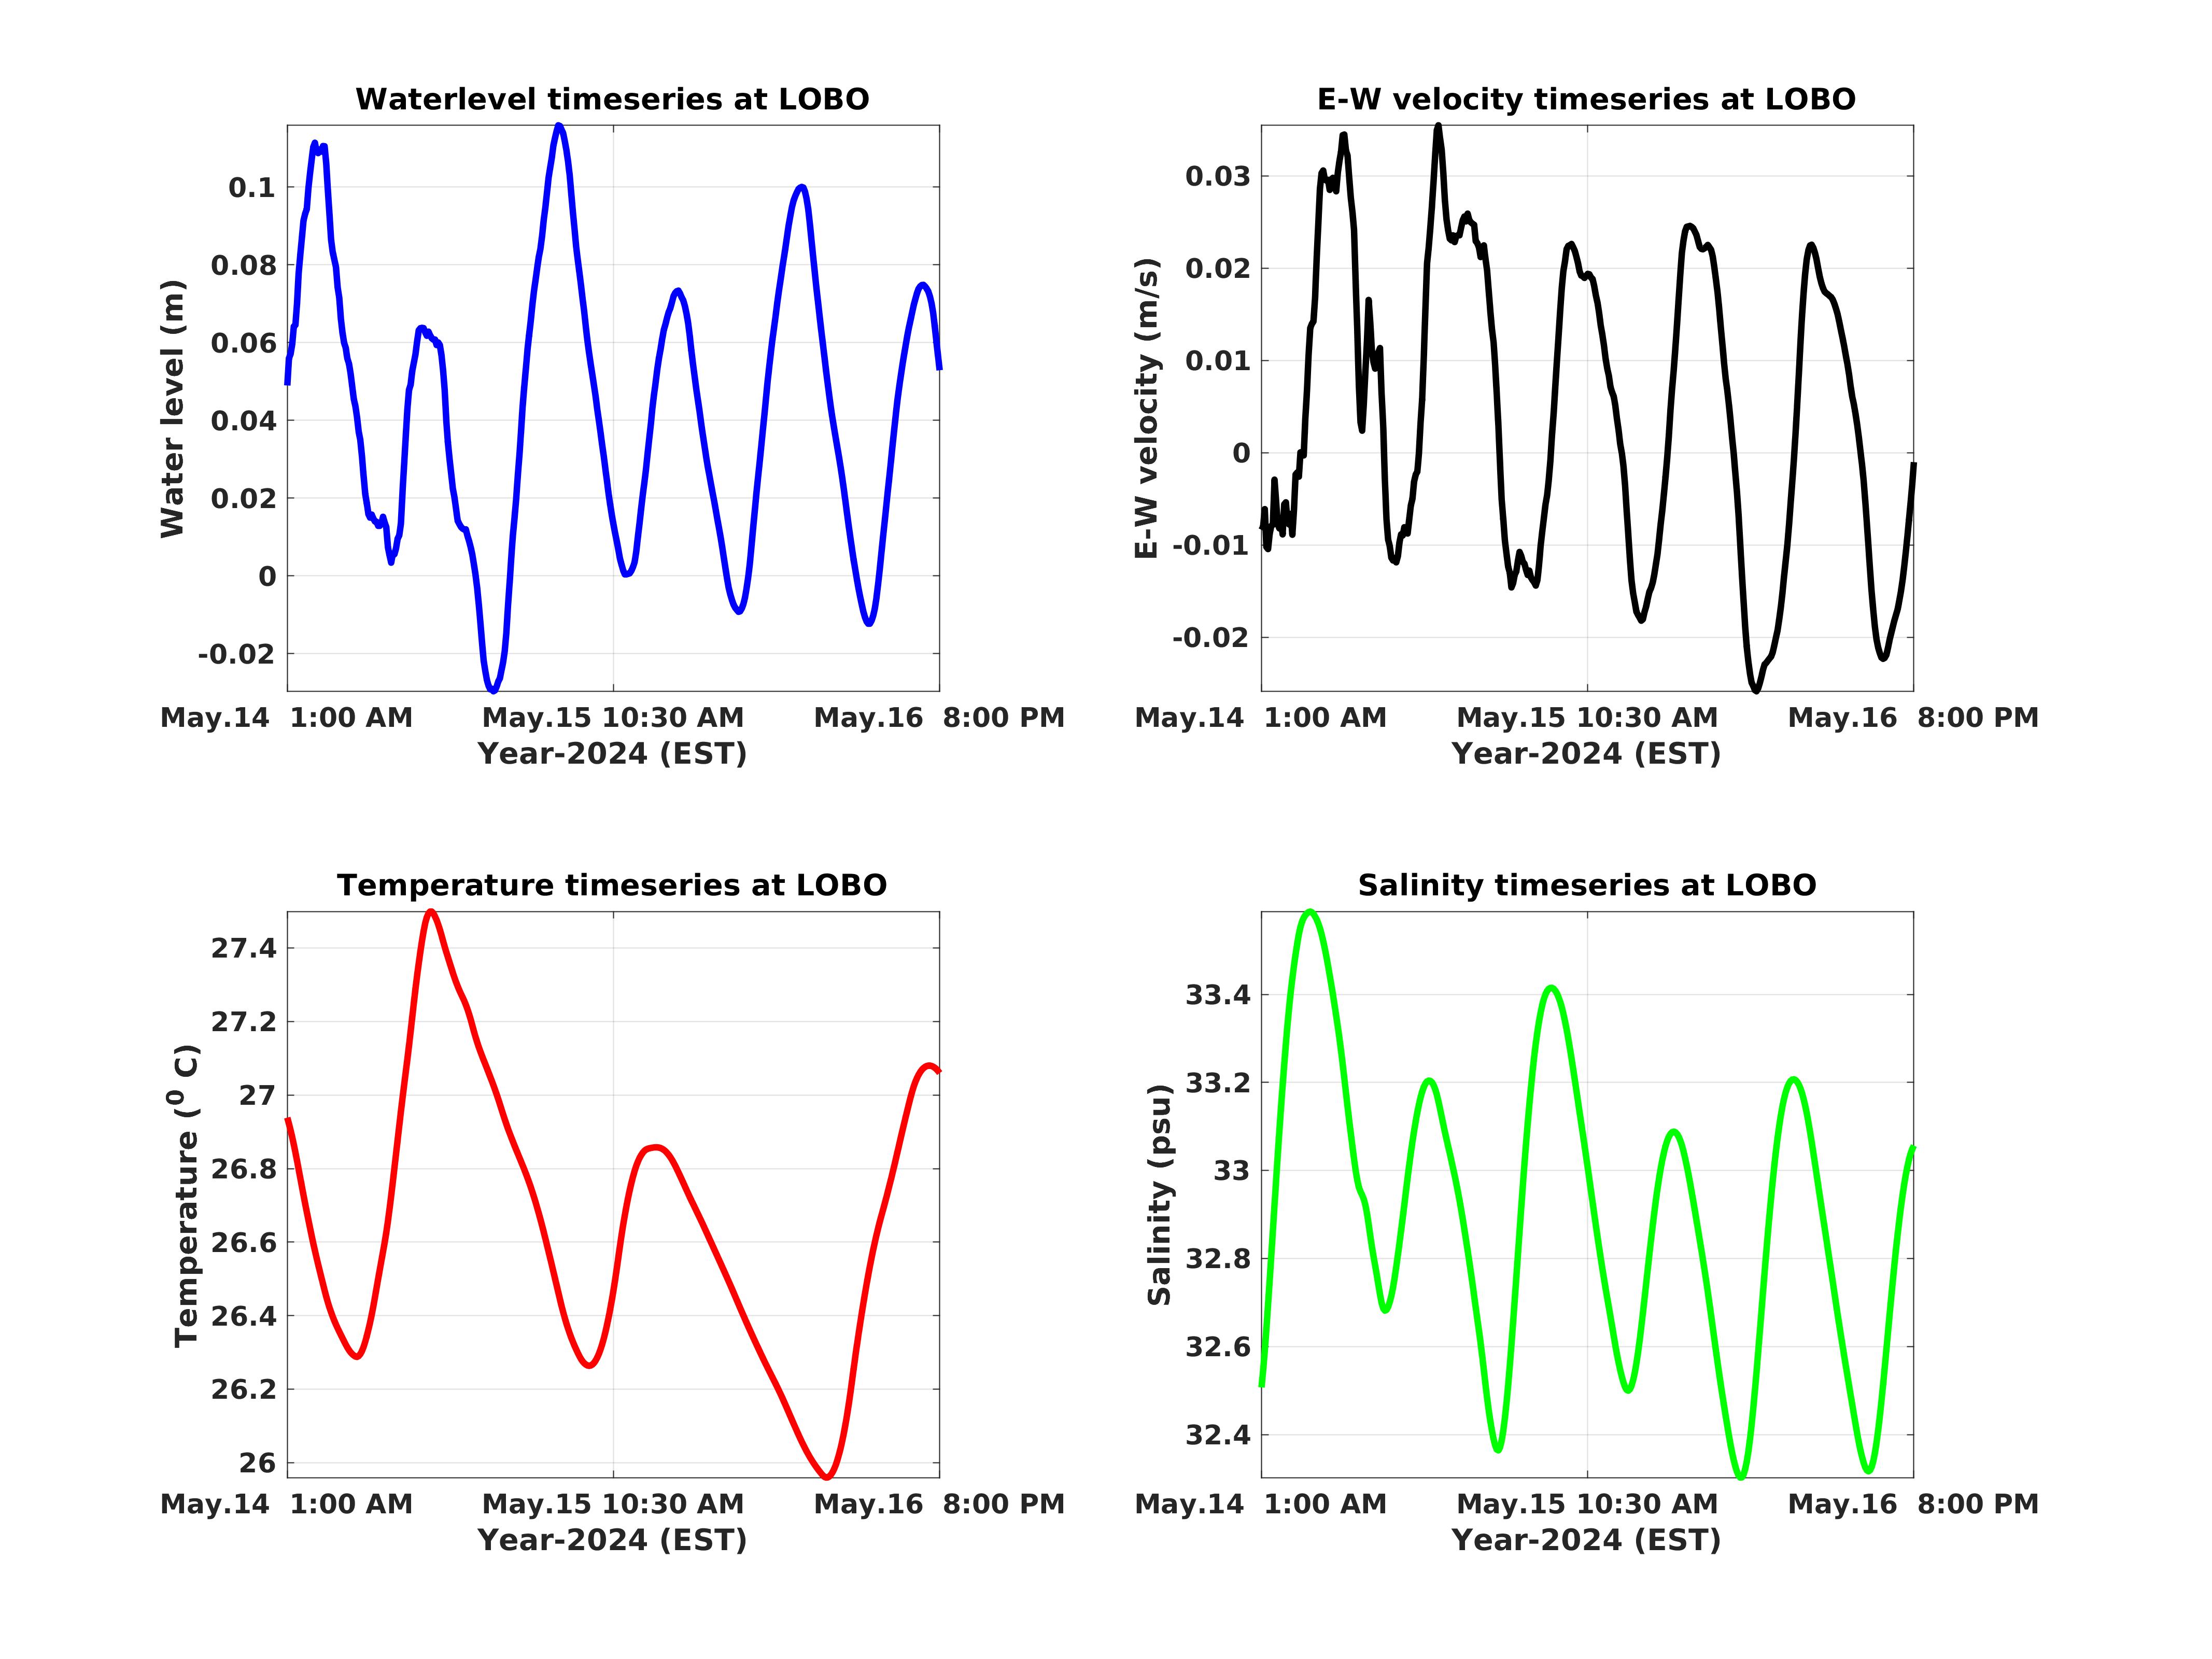 Waterlevel timeseries at LOBO
Water level (m)
0.1
0.08
0.06
0.04
0.02
0
-0.02
May.14 1:00 AM May.15 10:30 AM May.16 8:00 PM
Year-2024 (EST)
E-W velocity timeseries at LOBO
E-W velocity (m/s)
0.03
0.02
0.01
0
-0.01
-0.02
May.14 1:00 AM May.15 10:30 AM May.16 8:00 PM
Year-2024 (EST)
Temperature timeseries at LOBO
Temperature (⁰ C)
27.4
27.2
27
26.8
26.6
26.4
26.2
26
May.14 1:00 AM May.15 10:30 AM May.16 8:00 PM
Year-2024 (EST)
Salinity timeseries at LOBO
Salinity (psu)
33.4
33.2
33
32.8
32.6
32.4
May.14 1:00 AM May.15 10:30 AM May.16 8:00 PM
Year-2024 (EST)